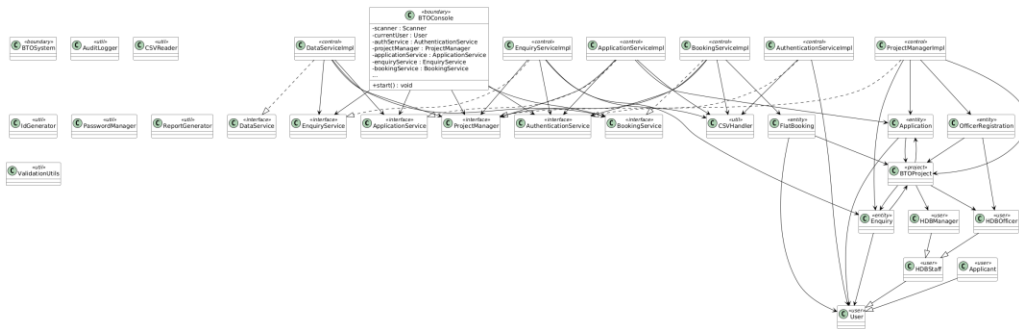 «boundary»
BTOSystem
«util»
AuditLogger
«util»
CSVReader
«control»
DataServiceImpl
«boundary»
BTOConsole
-scanner : Scanner
-currentUser : User
-authService : AuthenticationService
-projectManager : ProjectManager
-applicationService : ApplicationService
-enquiryService : EnquiryService
-bookingService : BookingService
...
+start() : void
«control»
EnquiryServiceImpl
«control»
ApplicationServiceImpl
«control»
BookingServiceImpl
«control»
AuthenticationServiceImpl
«control»
ProjectManagerImpl
«util»
IdGenerator
«util»
PasswordManager
«util»
ReportGenerator
«interface»
DataService
«interface»
EnquiryService
«interface»
ApplicationService
«interface»
ProjectManager
«interface»
AuthenticationService
«interface»
BookingService
«util»
CSVHandler
«entity»
FlatBooking
«entity»
Application
«entity»
OfficerRegistration
«util»
ValidationUtils
«project»
BTOProject
«entity»
Enquiry
«user»
HDBManager
«user»
HDBOfficer
«user»
HDBStaff
«user»
Applicant
«user»
User